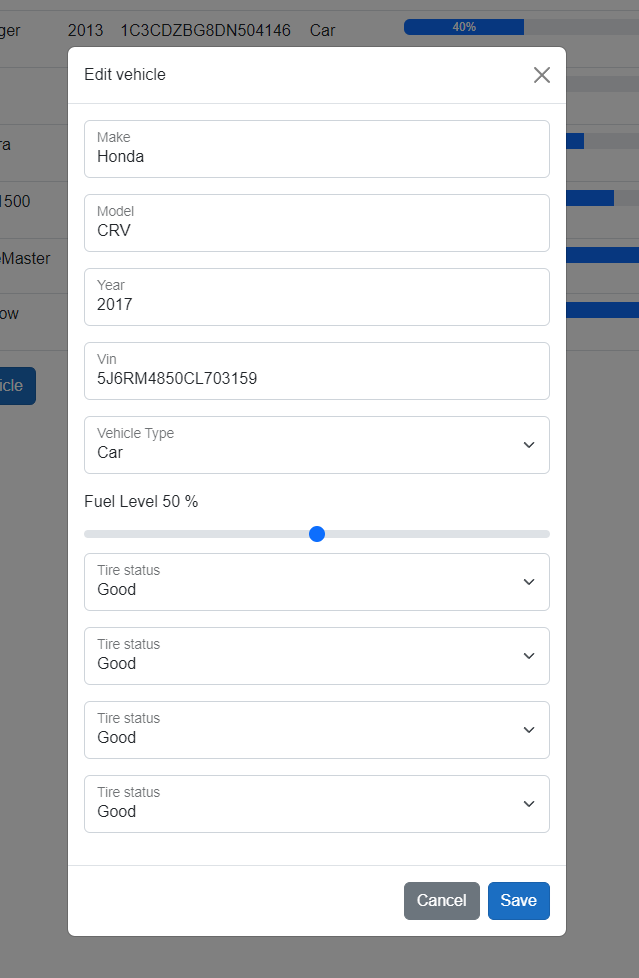 ger 2013 1C3CDZBG8DN504146 Car 40%
Edit vehicle
Make
Honda
ra
Model
CRV
1500
Master
Year
2017
ow
Vin
5J6RM4850CL703159
icle
Vehicle Type
Car
Fuel Level 50 %
Tire status
Good
Tire status
Good
Tire status
Good
Tire status
Good
Cancel Save